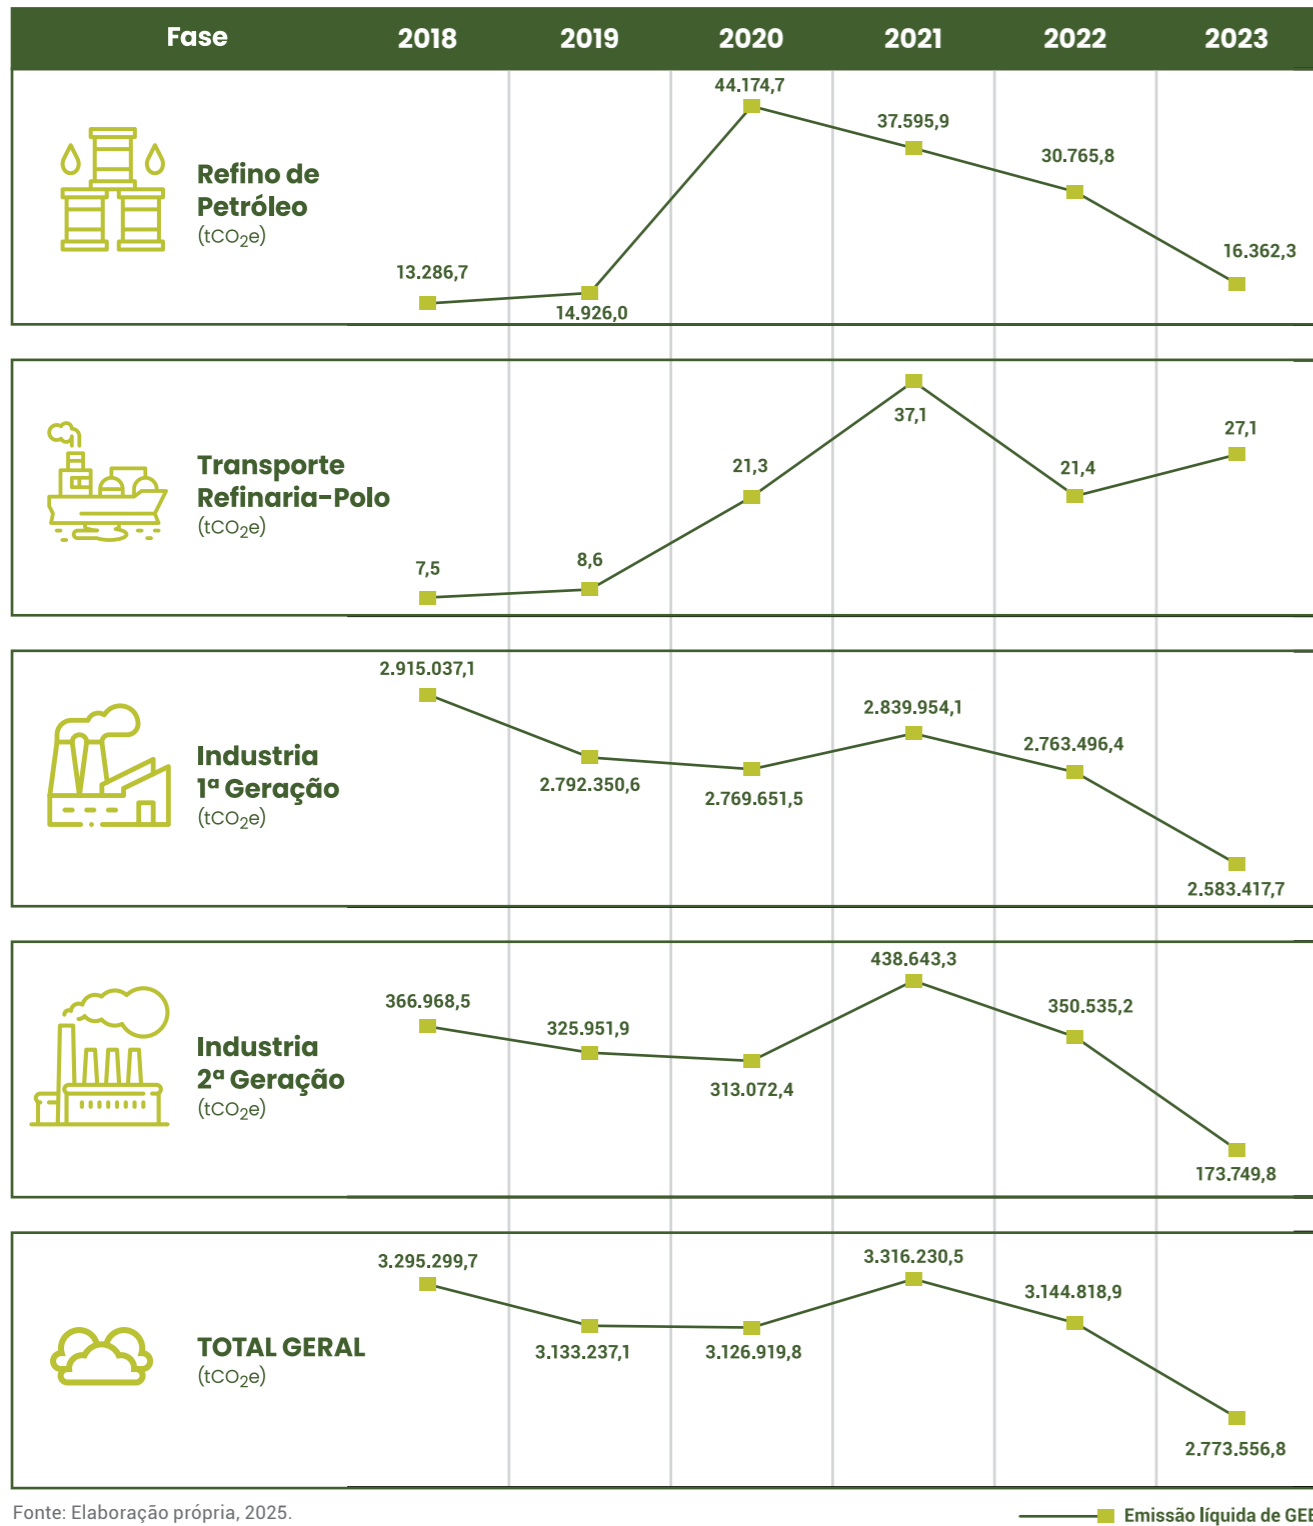 Fase 2018 2019 2020 2021 2022 2023
Refino de
Petróleo
(tCO₂e)
13.286,7 14.926,0 44.174,7 37.595,9 30.765,8 16.362,3
Transporte
Refinaria-Polo
(tCO₂e)
7,5 8,6 21,3 37,1 21,4 27,1
Industria
1ª Geração
(tCO₂e)
2.915.037,1 2.792.350,6 2.769.651,5 2.839.954,1 2.763.496,4 2.583.417,7
Industria
2ª Geração
(tCO₂e)
366.968,5 325.951,9 313.072,4 438.643,3 350.535,2 173.749,8
TOTAL GERAL
(tCO₂e)
3.295.299,7 3.133.237,1 3.126.919,8 3.316.230,5 3.144.818,9 2.773.556,8
Fonte: Elaboração própria, 2025.
Emissão líquida de GEE